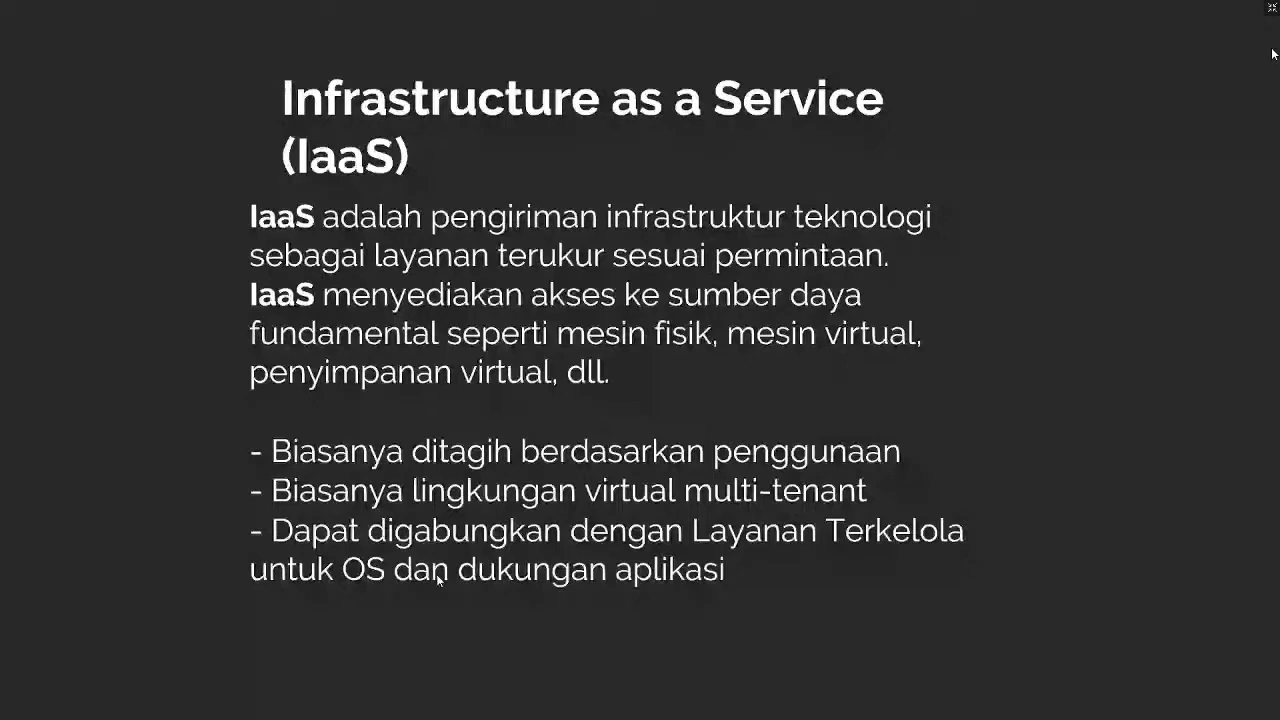 Infrastructure as a Service
(IaaS)
IaaS adalah pengiriman infrastruktur teknologi
sebagai layanan terukur sesuai permintaan.
IaaS menyediakan akses ke sumber daya
fundamental seperti mesin fisik, mesin virtual,
penyimpanan virtual, dll.
- Biasanya ditagih berdasarkan penggunaan
- Biasanya lingkungan virtual multi-tenant
- Dapat digabungkan dengan Layanan Terkelola
untuk OS dan dukungan aplikasi